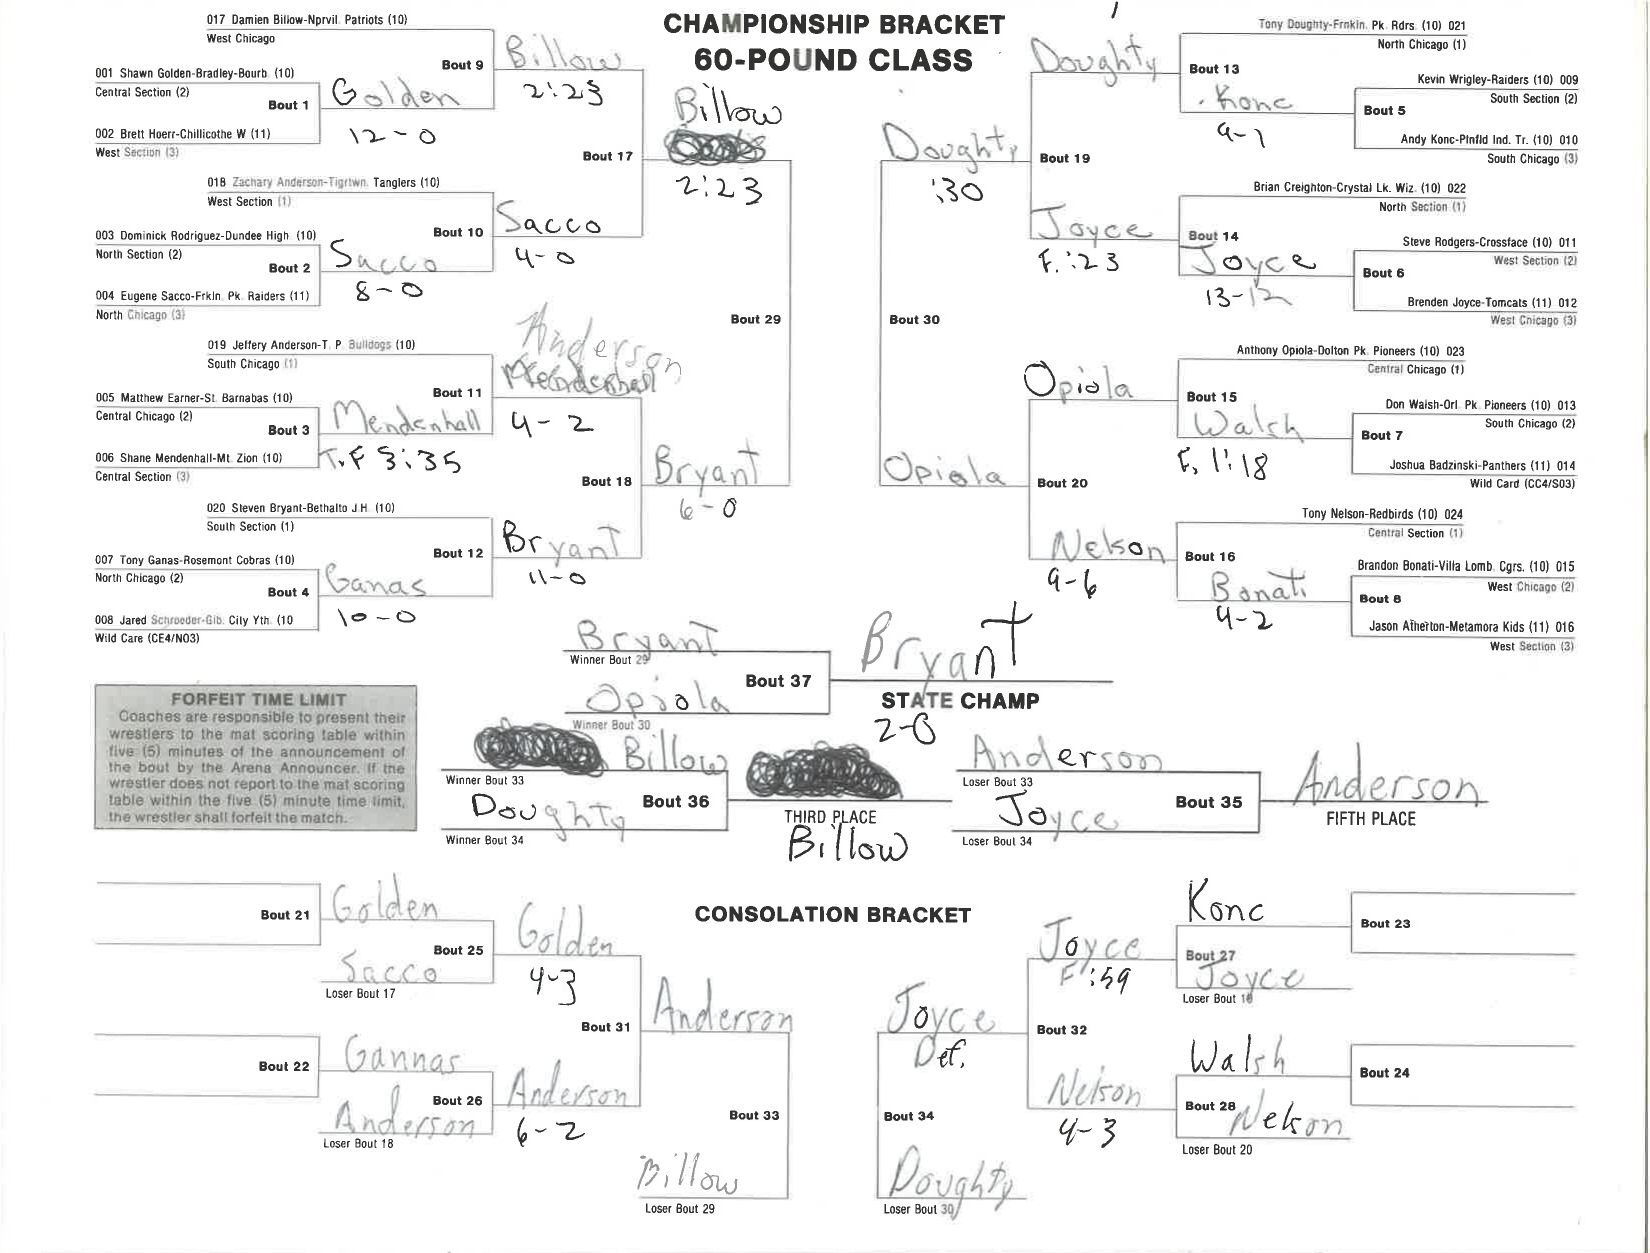 CHAMPIONSHIP BRACKET
60-POUND CLASS
017 Damien Billow-Nprvil. Patriots (10)
West Chicago
Bout 9
Billow
2:23
001 Shawn Golden-Bradley-Bourb. (10)
Central Section (2)
Bout 1
Golden
12-0
002 Brett Hoerr-Chillicothe W (11)
West Section (3)
Bout 17
Billow
2:23
018 Zachary Anderson-Tigrtwn. Tanglers (10)
West Section (1)
Bout 10
Sacco
4-0
003 Dominick Rodriguez-Dundee High (10)
North Section (2)
Bout 2
Sacco
8-0
004 Eugene Sacco-Frkln. Pk. Raiders (11)
North Chicago (3)
Bout 29
019 Jeffery Anderson-T. P. Bulldogs (10)
South Chicago (1)
Bout 11
Anderson
Mendenhall
4-2
005 Matthew Earner-St. Barnabas (10)
Central Chicago (2)
Bout 3
Mendenhall
T.F 3:35
006 Shane Mendenhall-Mt. Zion (10)
Central Section (3)
Bout 18
Bryant
6-0
020 Steven Bryant-Bethalto J.H. (10)
South Section (1)
Bout 12
Bryant
11-0
007 Tony Ganas-Rosemont Cobras (10)
North Chicago (2)
Bout 4
Ganas
10-0
008 Jared Schroeder-Gib. City Yth. (10
Wild Care (CE4/NO3)
Tony Doughty-Frnkln. Pk. Rdrs. (10) 021
North Chicago (1)
Doughty
Bout 13
Konc
9-1
Kevin Wrigley-Raiders (10) 009
South Section (2)
Bout 5
Andy Konc-Plnfld Ind. Tr. (10) 010
South Chicago (3)
Doughty
:30
Bout 19
Brian Creighton-Crystal Lk. Wiz. (10) 022
North Section (1)
Joyce
F. :23
Bout 14
Joyce
13-12
Steve Rodgers-Crossface (10) 011
West Section (2)
Bout 6
Brenden Joyce-Tomcats (11) 012
West Chicago (3)
Bout 30
Anthony Opiola-Dolton Pk. Pioneers (10) 023
Central Chicago (1)
Opiola
Bout 15
Walsh
F, 1:18
Don Walsh-Orl. Pk. Pioneers (10) 013
South Chicago (2)
Bout 7
Joshua Badzinski-Panthers (11) 014
Wild Card (CC4/S03)
Opiola
Bout 20
Tony Nelson-Redbirds (10) 024
Central Section (1)
Nelson
9-6
Bout 16
Bonati
4-2
Brandon Bonati-Villa Lomb. Cgrs. (10) 015
West Chicago (2)
Bout 8
Jason Atherton-Metamora Kids (11) 016
West Section (3)
Bryant
Winner Bout 29
Bout 37
Opiola
Winner Bout 30
Bryant
STATE CHAMP
2-0
FORFEIT TIME LIMIT
Coaches are responsible to present their
wrestlers to the mat scoring table within
five (5) minutes of the announcement of
the bout by the Arena Announcer. If the
wrestler does not report to the mat scoring
table within the five (5) minute time limit,
the wrestler shall forfeit the match.
Billow
Winner Bout 33
Bout 36
Doughty
Winner Bout 34
THIRD PLACE
Billow
Anderson
Loser Bout 33
Bout 35
Joyce
Loser Bout 34
Anderson
FIFTH PLACE
CONSOLATION BRACKET
Bout 21
Golden
Bout 25
Sacco
Loser Bout 17
Golden
4-3
Bout 31
Anderson
Bout 22
Gannas
Bout 26
Anderson
Loser Bout 18
Anderson
6-2
Bout 33
Billow
Loser Bout 29
Konc
Bout 23
Joyce
F :59
Bout 27
Joyce
Loser Bout 19
Joyce
Def.
Bout 32
Walsh
Bout 24
Nelson
4-3
Bout 28
Nelson
Loser Bout 20
Bout 34
Doughty
Loser Bout 30